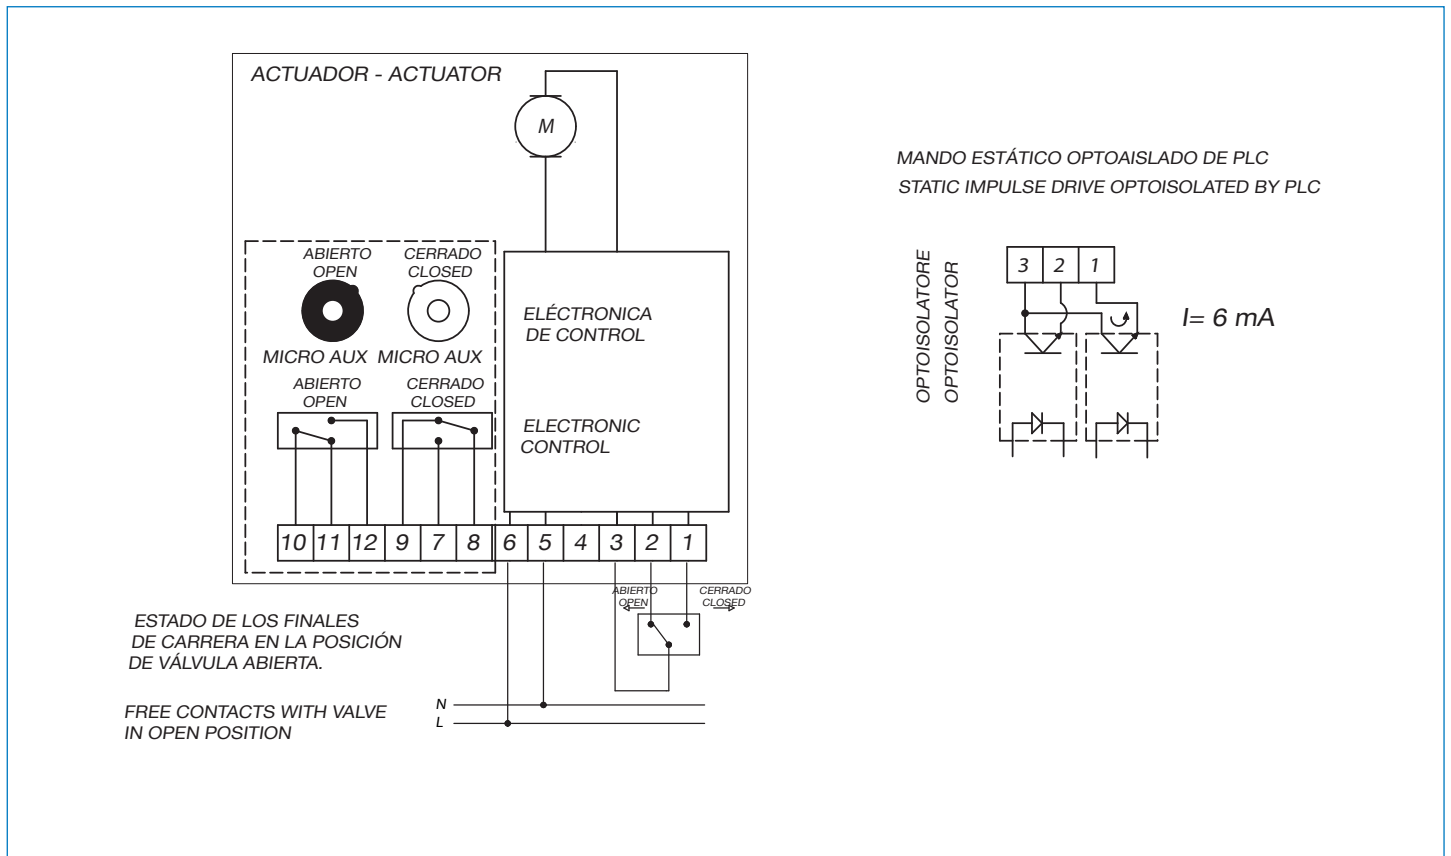 ACTUADOR - ACTUATOR
M
ABIERTO
OPEN
CERRADO
CLOSED
MICRO AUX MICRO AUX
ABIERTO
OPEN
CERRADO
CLOSED
ELÉCTRONICA
DE CONTROL
ELECTRONIC
CONTROL
10 11 12 9 7 8 6 5 4 3 2 1
ABIERTO
OPEN
CERRADO
CLOSED
ESTADO DE LOS FINALES
DE CARRERA EN LA POSICIÓN
DE VÁLVULA ABIERTA.
FREE CONTACTS WITH VALVE
IN OPEN POSITION
N
L
MANDO ESTÁTICO OPTOAISLADO DE PLC
STATIC IMPULSE DRIVE OPTOISOLATED BY PLC
OPTOISOLATORE
OPTOISOLATOR
3 2 1
I= 6 mA